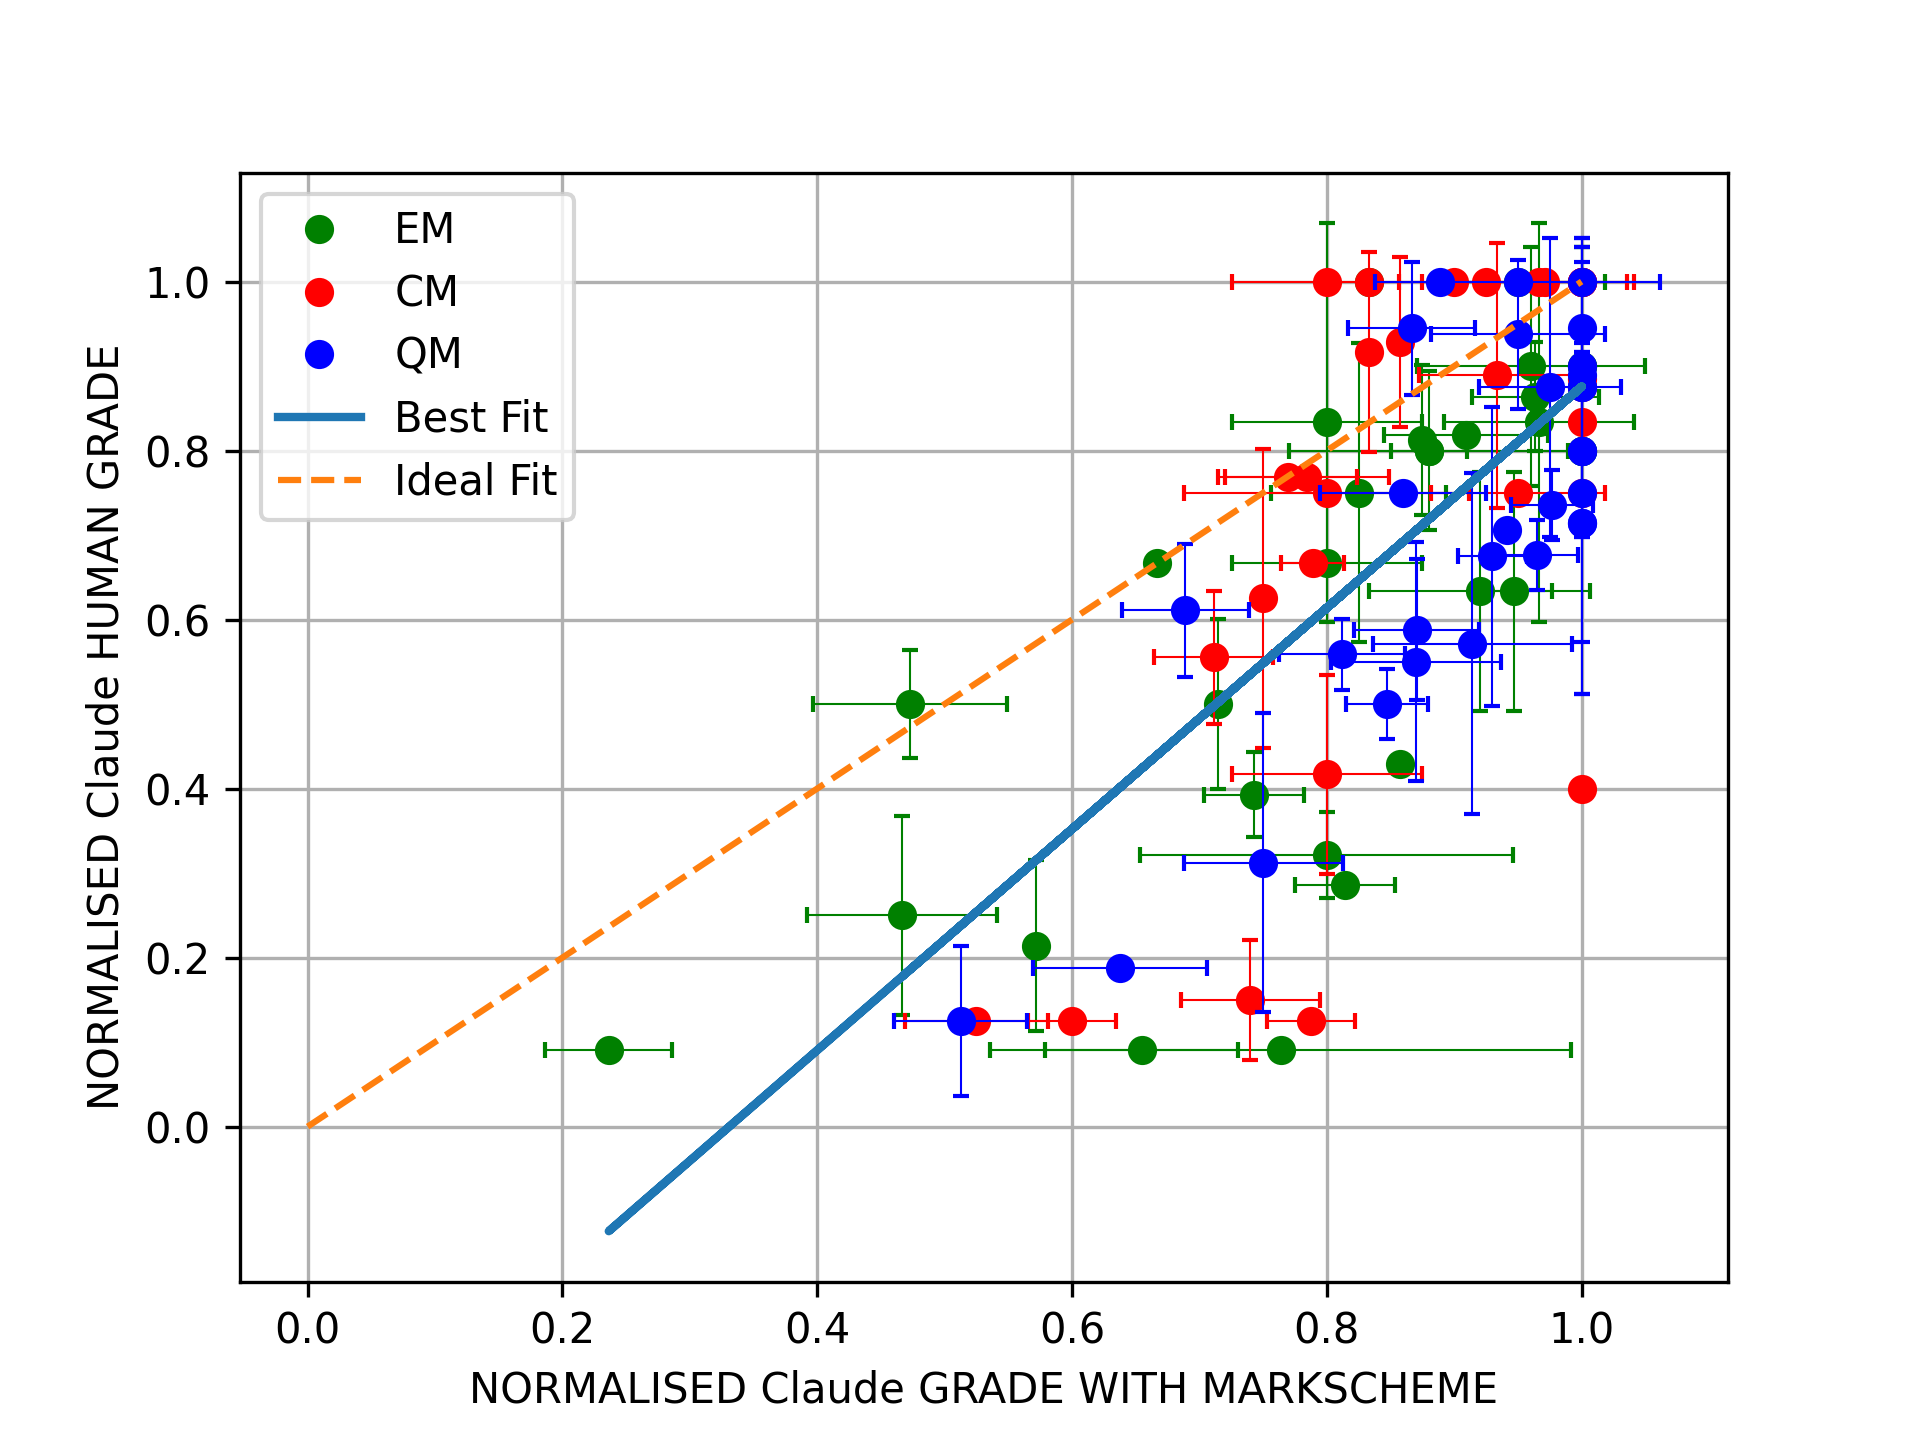 EM
CM
QM
Best Fit
Ideal Fit
1.0
0.8
0.6
0.4
0.2
0.0
NORMALISED Claude HUMAN GRADE
0.0 0.2 0.4 0.6 0.8 1.0
NORMALISED Claude GRADE WITH MARKSCHEME